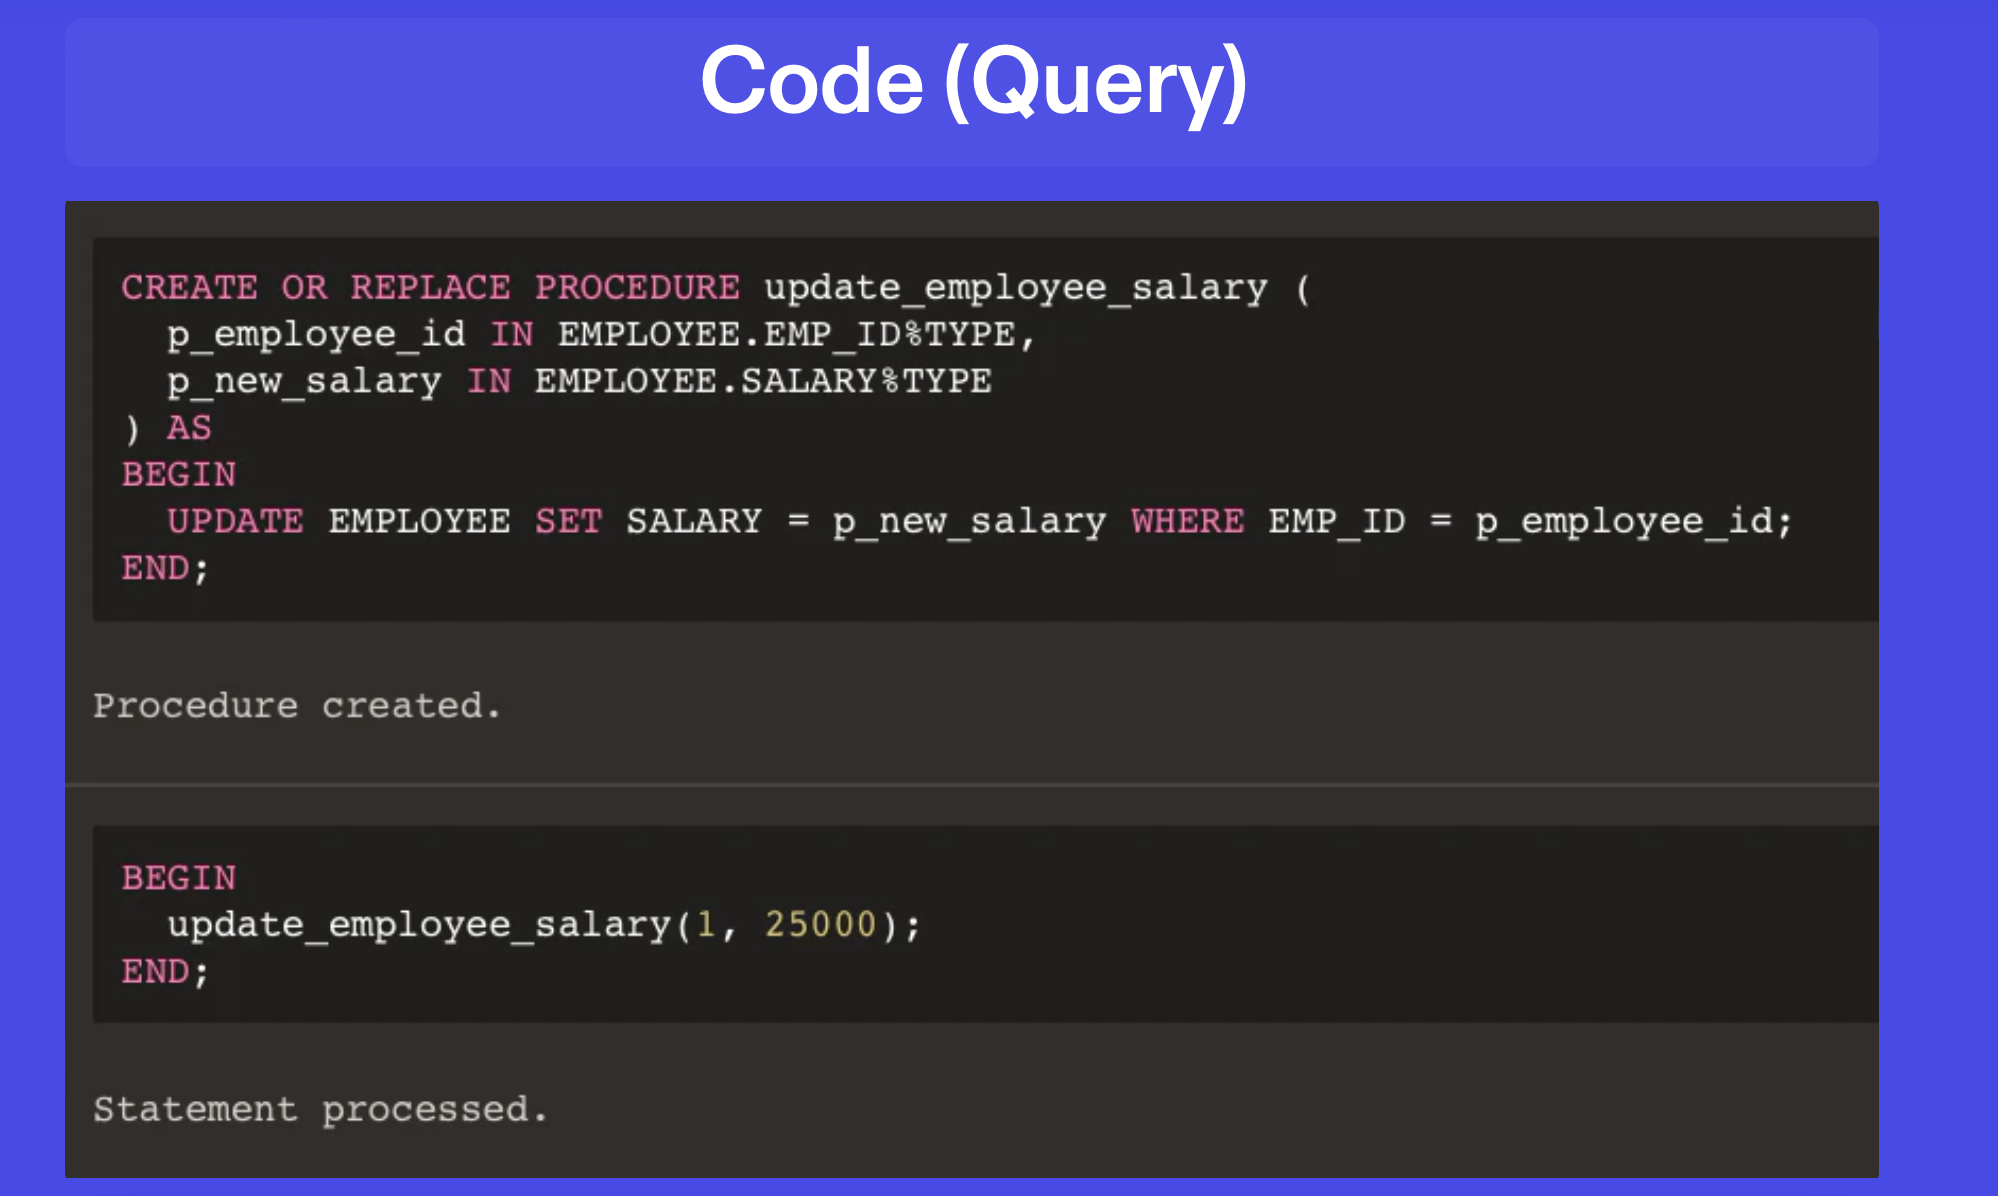 Code (Query)
CREATE OR REPLACE PROCEDURE update_employee_salary (
  p_employee_id IN EMPLOYEE.EMP_ID%TYPE,
  p_new_salary IN EMPLOYEE.SALARY%TYPE
) AS
BEGIN
  UPDATE EMPLOYEE SET SALARY = p_new_salary WHERE EMP_ID = p_employee_id;
END;
Procedure created.
BEGIN
  update_employee_salary(1, 25000);
END;
Statement processed.